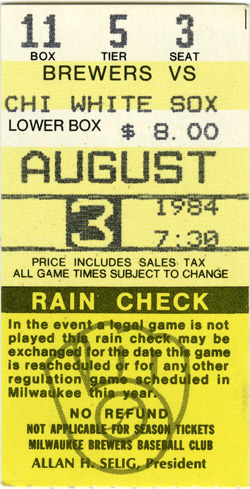 11 5 3
BOX TIER SEAT
BREWERS VS
CHI WHITE SOX
LOWER BOX $ 8.00
AUGUST
3 1984
7:30
PRICE INCLUDES SALES TAX
ALL GAME TIMES SUBJECT TO CHANGE
RAIN CHECK
In the event a legal game is not
played this rain check may be
exchanged for the date this game
is rescheduled or for any other
regulation game scheduled in
Milwaukee this year.
NO REFUND
NOT APPLICABLE FOR SEASON TICKETS
MILWAUKEE BREWERS BASEBALL CLUB
ALLAN H. SELIG, President